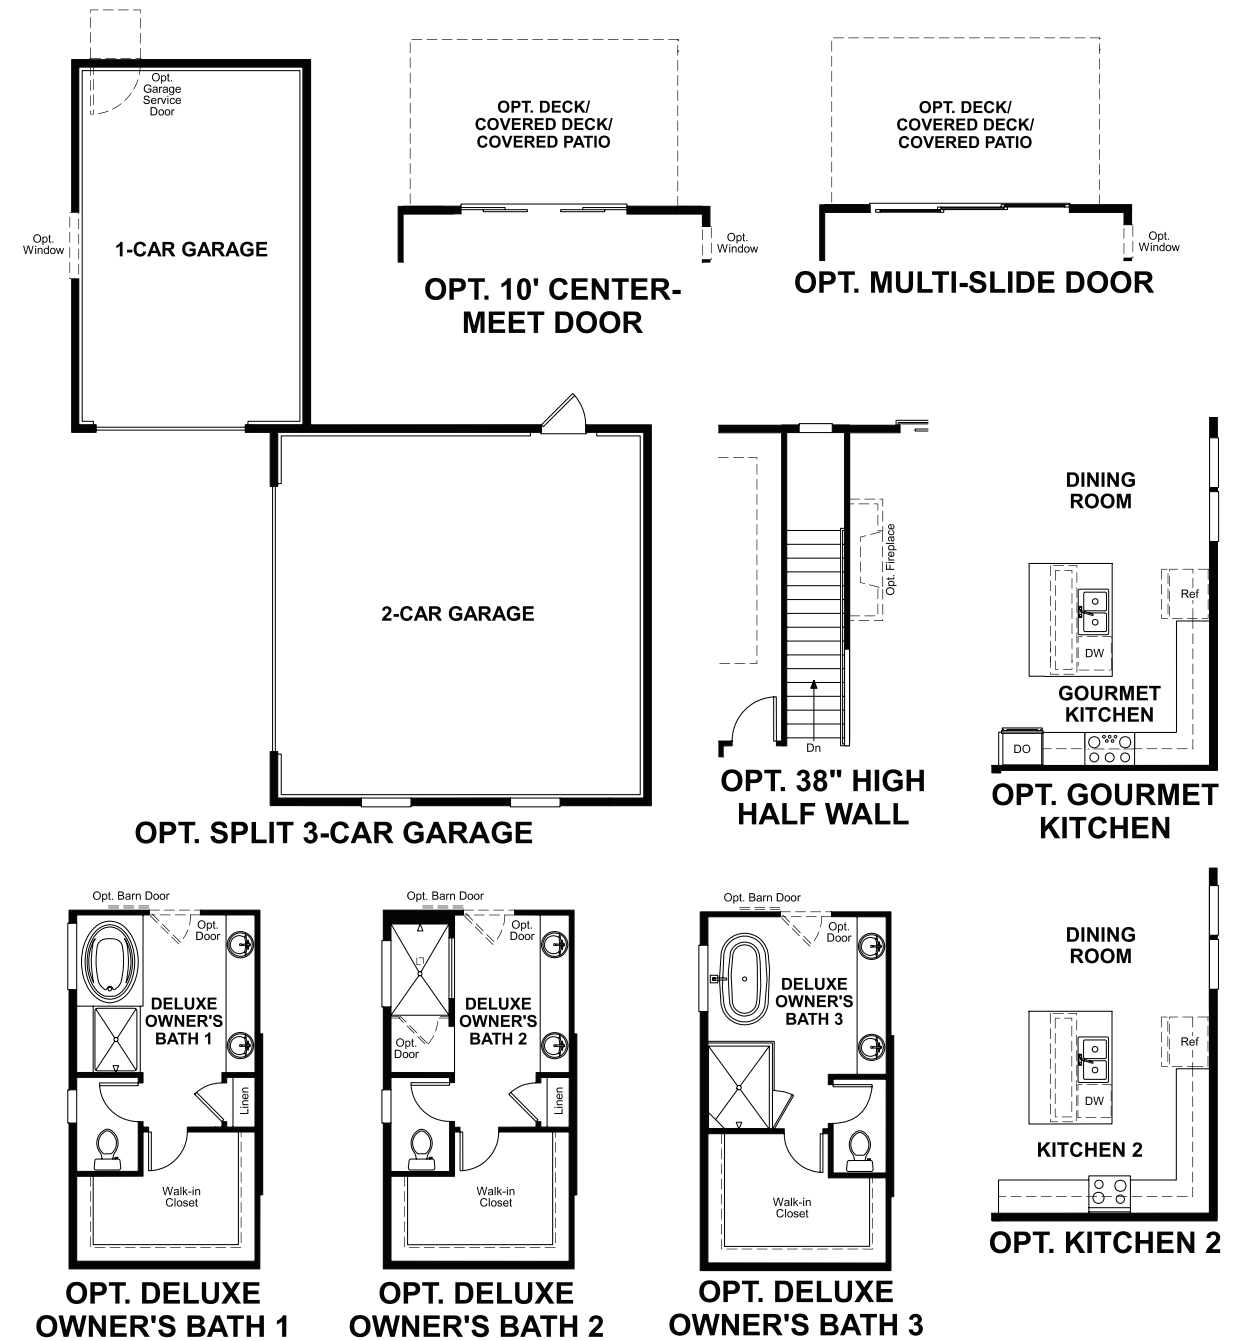 Opt.
Garage
Service
Door
Opt.
Window
1-CAR GARAGE
2-CAR GARAGE
OPT. SPLIT 3-CAR GARAGE
OPT. DECK/
COVERED DECK/
COVERED PATIO
Opt.
Window
OPT. 10' CENTER-
MEET DOOR
OPT. DECK/
COVERED DECK/
COVERED PATIO
Opt.
Window
OPT. MULTI-SLIDE DOOR
Opt. Fireplace
Dn
OPT. 38" HIGH
HALF WALL
DINING
ROOM
Ref
DW
GOURMET
KITCHEN
DO
OPT. GOURMET
KITCHEN
Opt. Barn Door
Opt.
Door
DELUXE
OWNER'S
BATH 1
Linen
Walk-in
Closet
OPT. DELUXE
OWNER'S BATH 1
Opt. Barn Door
Opt.
Door
DELUXE
OWNER'S
BATH 2
Opt.
Door
Linen
Walk-in
Closet
OPT. DELUXE
OWNER'S BATH 2
Opt. Barn Door
Opt.
Door
DELUXE
OWNER'S
BATH 3
Walk-in
Closet
OPT. DELUXE
OWNER'S BATH 3
DINING
ROOM
Ref
DW
KITCHEN 2
OPT. KITCHEN 2